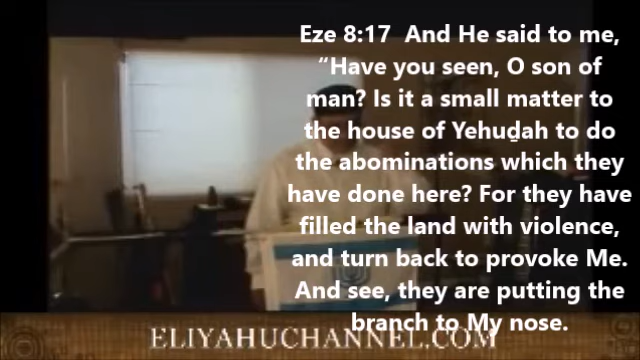 Eze 8:17  And He said to me,
“Have you seen, O son of
man? Is it a small matter to
the house of Yehuḏah to do
the abominations which they
have done here? For they have
filled the land with violence,
and turn back to provoke Me.
And see, they are putting the
branch to My nose.
ELIYAHUCHANNEL.COM